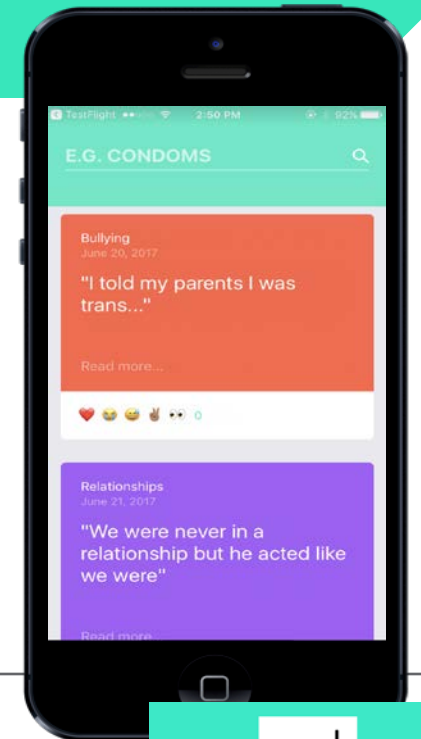 TestFlight 2:50 PM 92%
E.G. CONDOMS
Bullying
June 20, 2017
"I told my parents I was
trans..."
Read more...
0
Relationships
June 21, 2017
"We were never in a
relationship but he acted like
we were"
Read more...